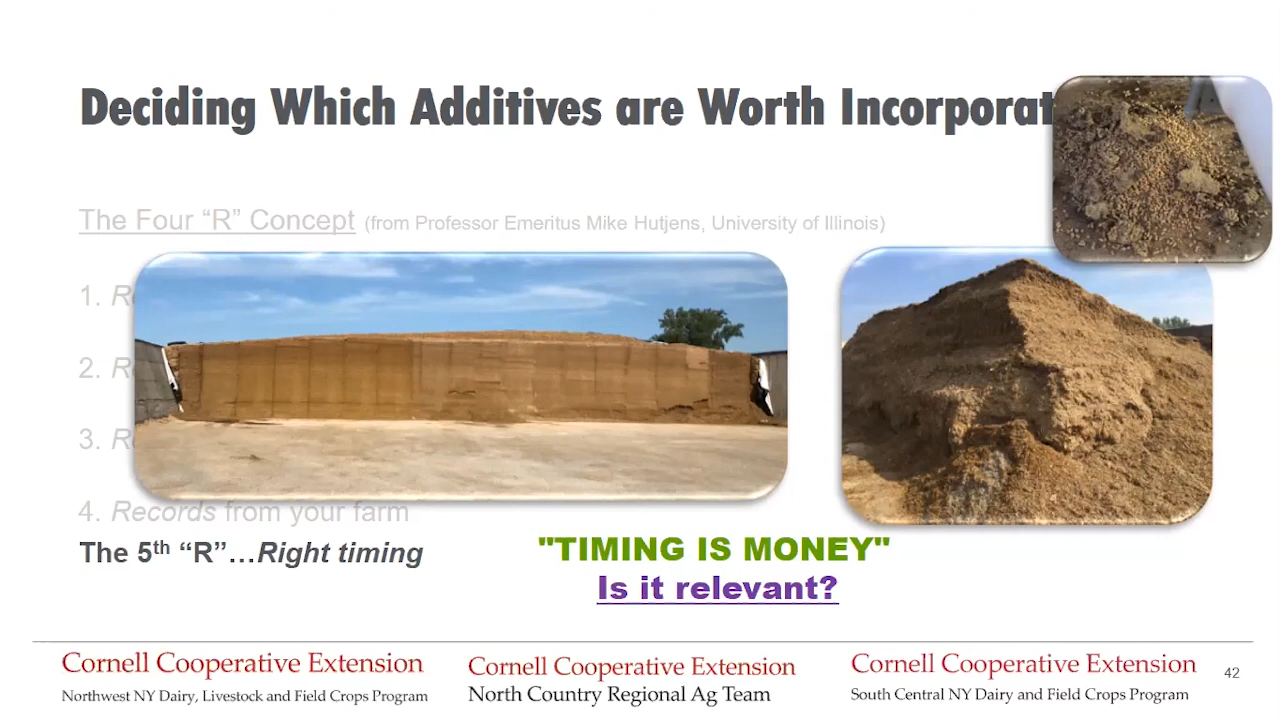 Deciding Which Additives are Worth Incorporat
The Four “R” Concept (from Professor Emeritus Mike Hutjens, University of Illinois)
1. R
2. R
3. R
4. Records from your farm
The 5th “R”…Right timing
"TIMING IS MONEY"
Is it relevant?
Cornell Cooperative Extension
Northwest NY Dairy, Livestock and Field Crops Program
Cornell Cooperative Extension
North Country Regional Ag Team
Cornell Cooperative Extension
South Central NY Dairy and Field Crops Program
42